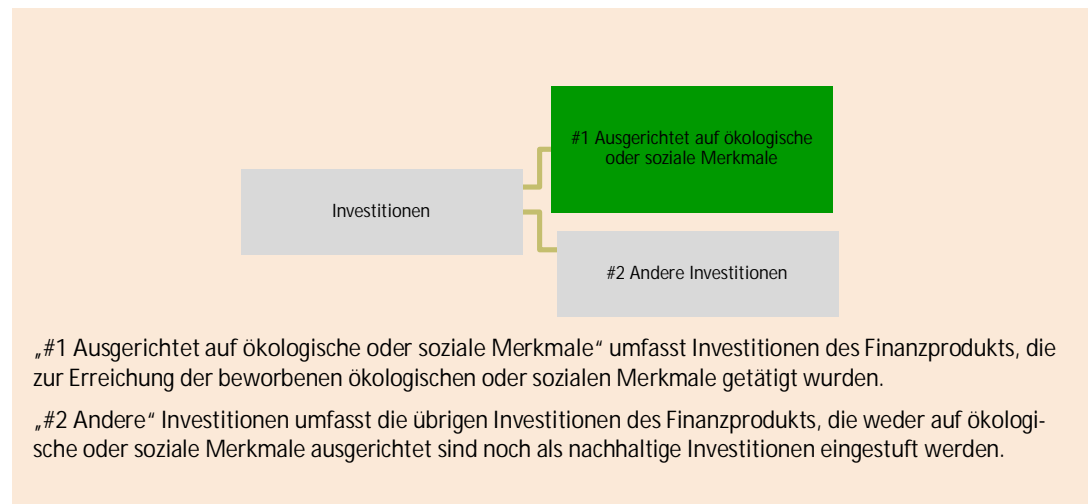 #1 Ausgerichtet auf ökologische
oder soziale Merkmale
Investitionen
#2 Andere Investitionen
„#1 Ausgerichtet auf ökologische oder soziale Merkmale“ umfasst Investitionen des Finanzprodukts, die
zur Erreichung der beworbenen ökologischen oder sozialen Merkmale getätigt wurden.
„#2 Andere“ Investitionen umfasst die übrigen Investitionen des Finanzprodukts, die weder auf ökologi-
sche oder soziale Merkmale ausgerichtet sind noch als nachhaltige Investitionen eingestuft werden.